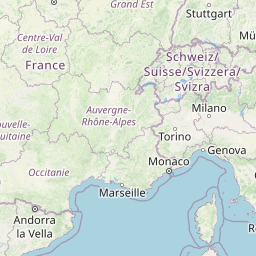 Grand Est
Stuttgart
Centre-Val
de Loire
France
Schweiz/
Suisse/Svizzera/
Svizra
Auvergne-
Rhône-Alpes
Milano
Torino
Genova
Monaco
Occitanie
Marseille
Andorra
la Vella